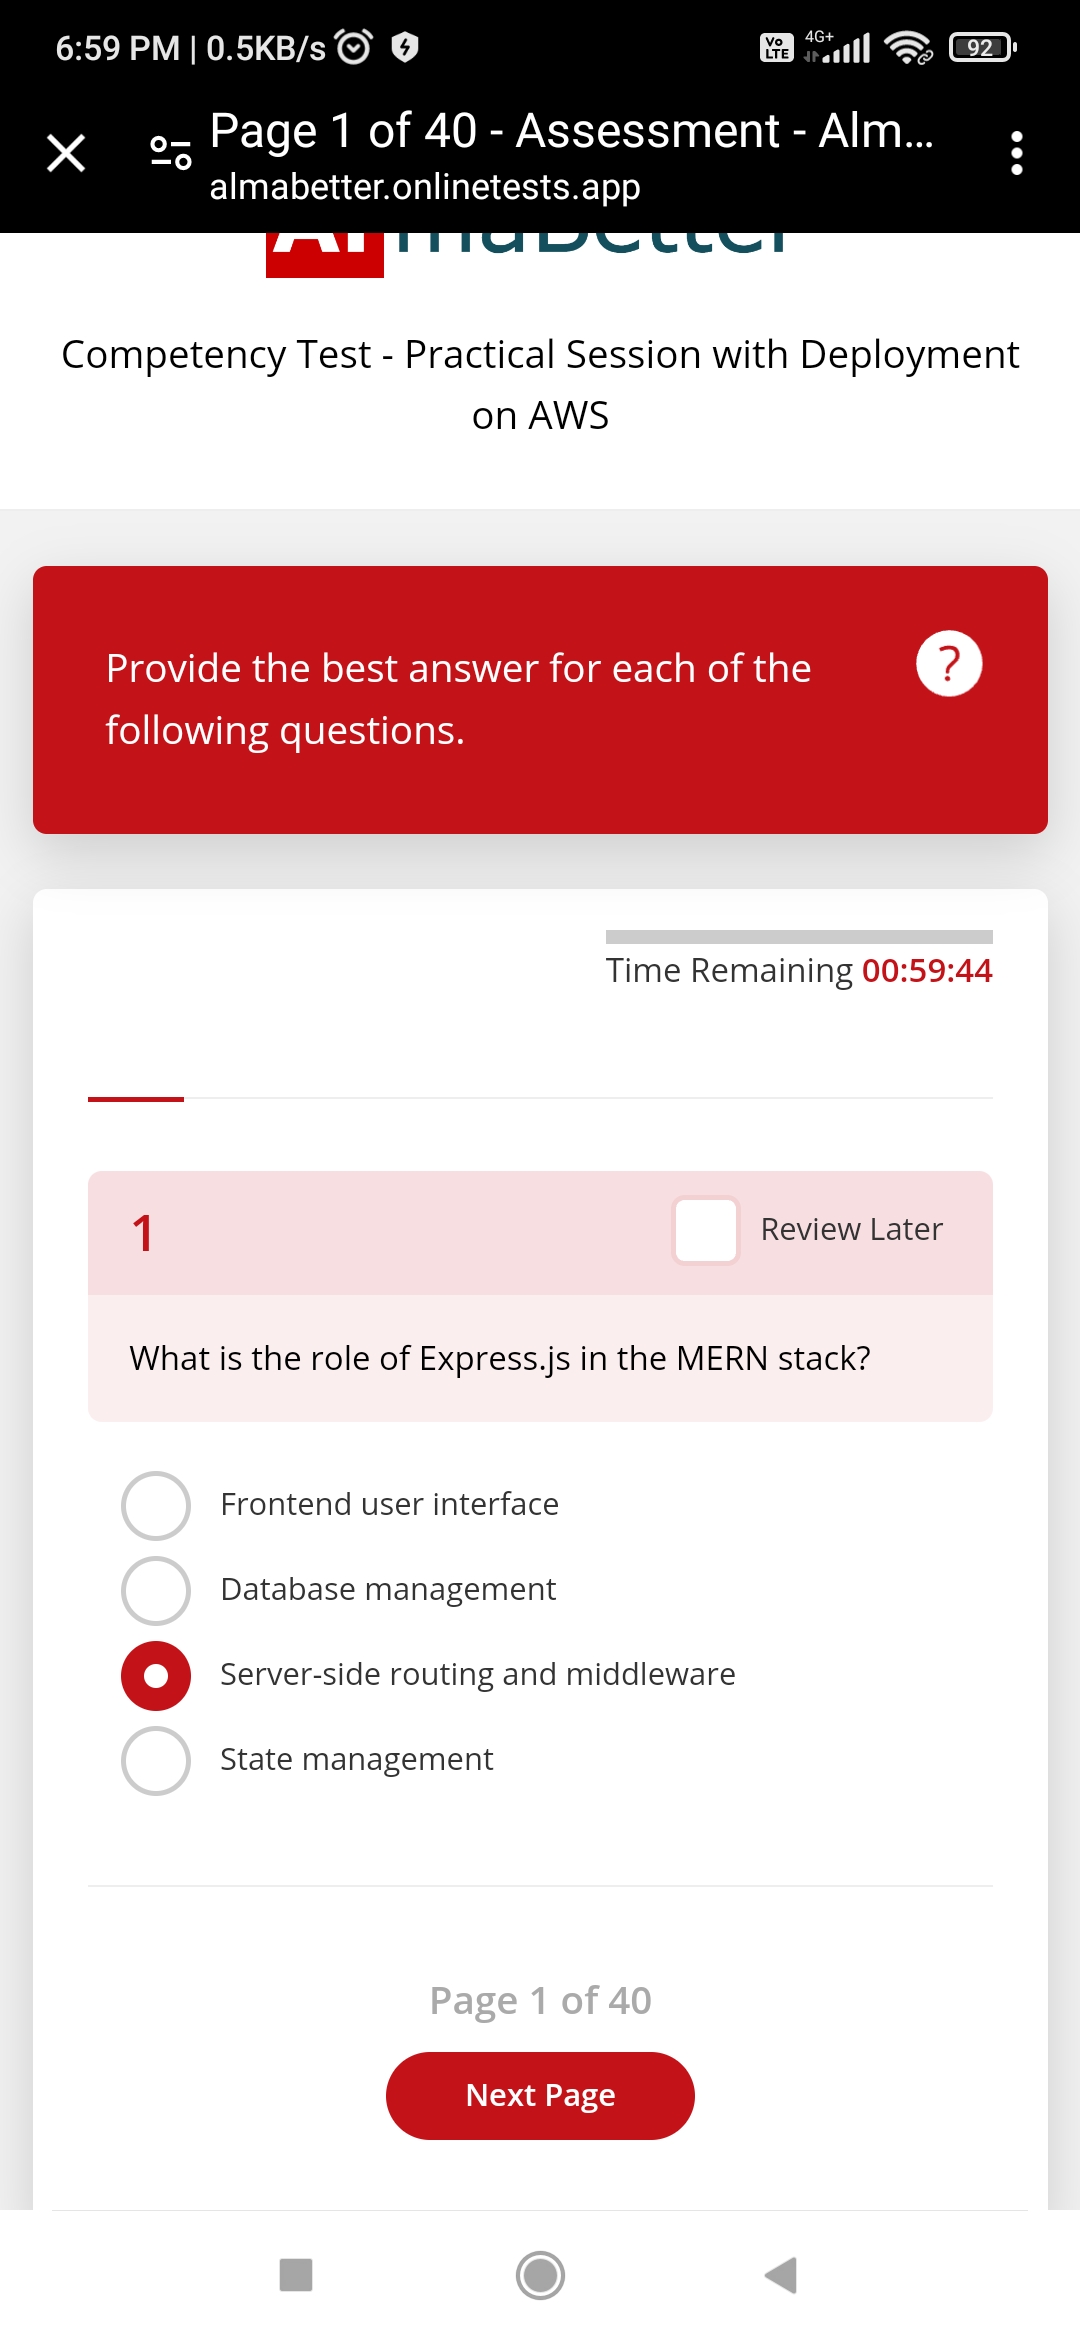 6:59 PM | 0.5KB/s
Vo LTE 4G+ 92
Page 1 of 40 - Assessment - Alm...
almabetter.onlinetests.app
AlmaBetter
Competency Test - Practical Session with Deployment
on AWS
Provide the best answer for each of the
following questions.
?
Time Remaining 00:59:44
1
Review Later
What is the role of Express.js in the MERN stack?
Frontend user interface
Database management
Server-side routing and middleware
State management
Page 1 of 40
Next Page